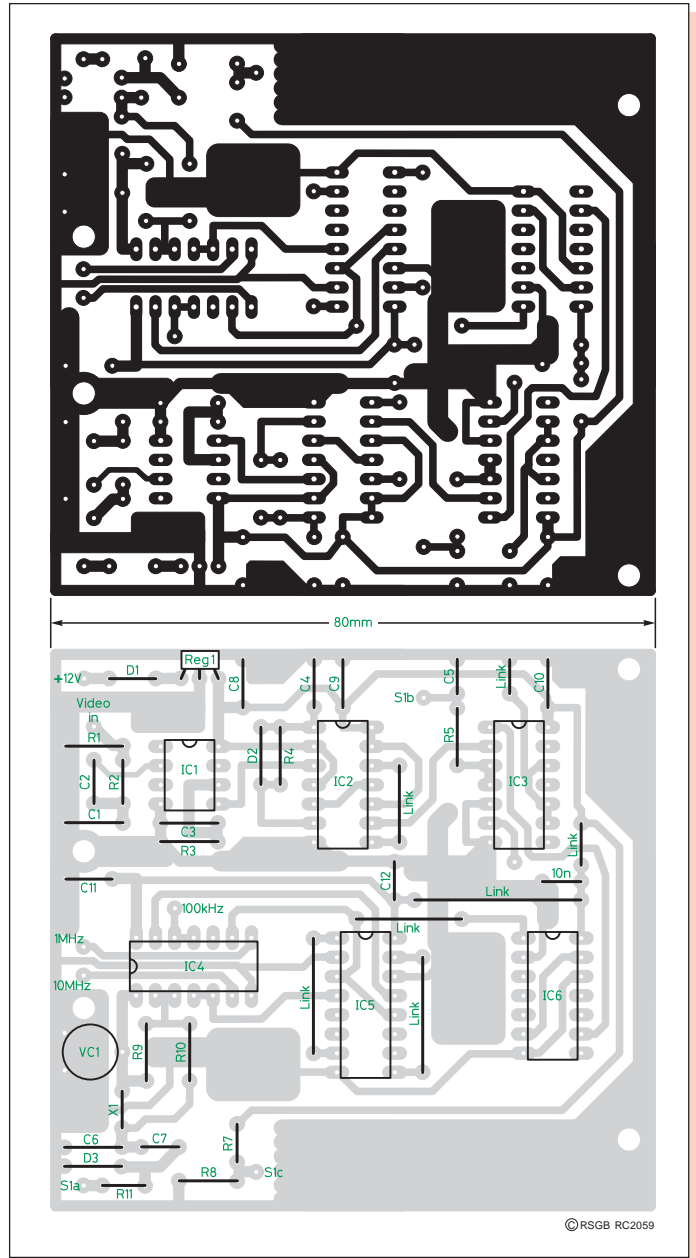 80mm
Reg1
+12V
D1
C8
C4
C9
C5
Link
C10
S1b
Video
in
R1
R5
C2
R2
IC1
D2
R4
IC2
IC3
Link
C1
C3
R3
Link
C11
C12
10n
Link
100kHz
Link
1MHz
IC4
10MHz
Link
IC5
Link
IC6
VC1
R9
R10
X1
C6
C7
R7
D3
S1a
R11
R8
S1c
©RSGB RC2059